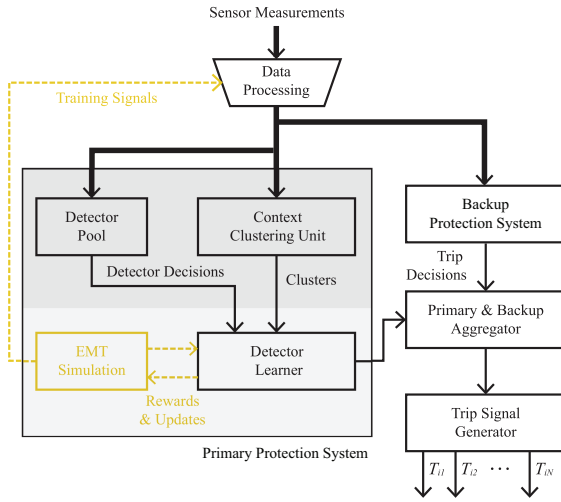 Sensor Measurements
Data
Processing
Training Signals
Detector
Pool
Context
Clustering Unit
Backup
Protection System
Detector Decisions
Clusters
Trip
Decisions
EMT
Simulation
Detector
Learner
Primary & Backup
Aggregator
Rewards
& Updates
Trip Signal
Generator
Primary Protection System
T_{i1} T_{i2} ··· T_{iN}